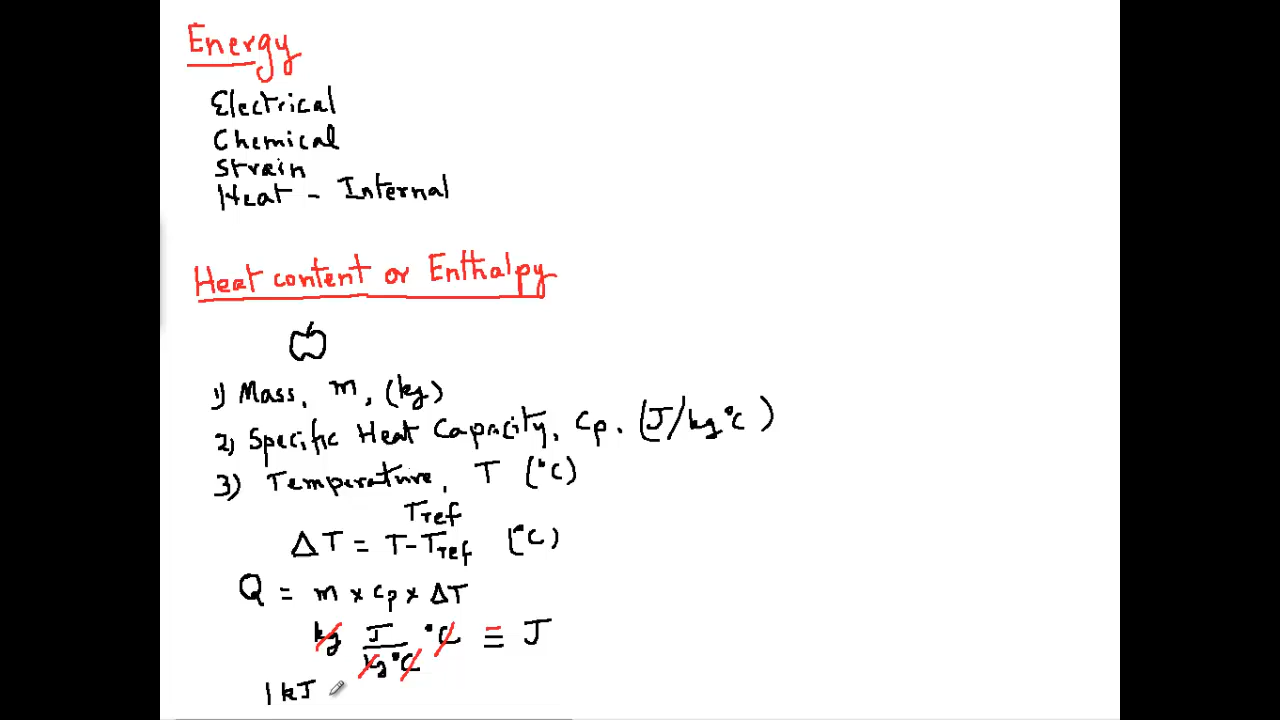 Energy
Electrical
Chemical
Strain
Heat - Internal
Heat content or Enthalpy
1) Mass, m, (kg)
2) Specific Heat Capacity, Cp. (J/kg°C)
3) Temperature, T (°C)
Tref
ΔT = T-Tref (°C)
Q = m × Cp × ΔT
kg J/kg°C °C ≡ J
1 kJ